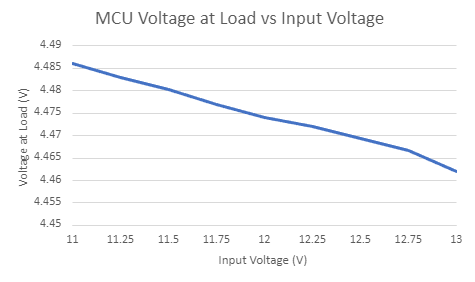 MCU Voltage at Load vs Input Voltage
4.49
4.485
4.48
4.475
4.47
4.465
4.46
4.455
4.45
Voltage at Load (V)
11 11.25 11.5 11.75 12 12.25 12.5 12.75 13
Input Voltage (V)